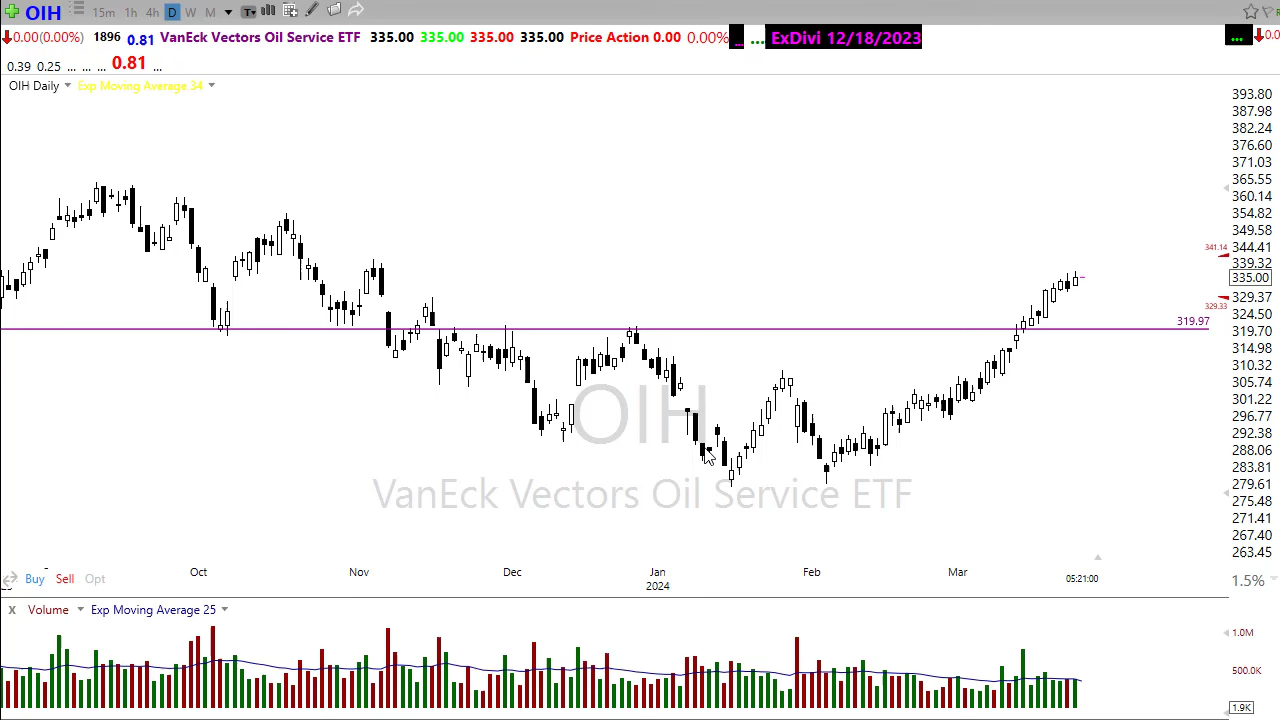 OIH 15m 1h 4h D W M T
0.00(0.00%) 1896 0.81 VanEck Vectors Oil Service ETF 335.00 335.00 335.00 335.00 Price Action 0.00 0.00% ... ... ExDivi 12/18/2023 ... 0.0
0.39 0.25 ... ... ... 0.81 ...
OIH Daily Exp Moving Average 34
393.80
387.98
382.24
376.60
371.03
365.55
360.14
354.82
349.58
341.14 344.41
339.32
335.00
329.37
329.33
324.50
319.97 319.70
314.98
310.32
305.74
301.22
296.77
292.38
288.06
283.81
279.61
275.48
271.41
267.40
263.45
OIH
VanEck Vectors Oil Service ETF
Oct Nov Dec Jan Feb Mar
2024
Buy Sell Opt 05:21:00 1.5%
X Volume Exp Moving Average 25
1.0M
500.0K
1.9K